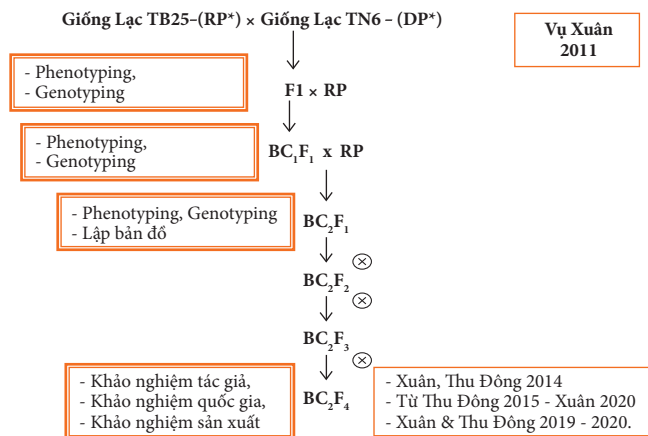 Giống Lạc TB25–(RP*) × Giống Lạc TN6 – (DP*)
Vụ Xuân
2011
- Phenotyping,
- Genotyping
F1 × RP
- Phenotyping,
- Genotyping
BC₁F₁ x RP
- Phenotyping, Genotyping
- Lập bản đồ
BC₂F₁
BC₂F₂
BC₂F₃
- Khảo nghiệm tác giả,
- Khảo nghiệm quốc gia,
- Khảo nghiệm sản xuất
BC₂F₄
- Xuân, Thu Đông 2014
- Từ Thu Đông 2015 - Xuân 2020
- Xuân & Thu Đông 2019 - 2020.